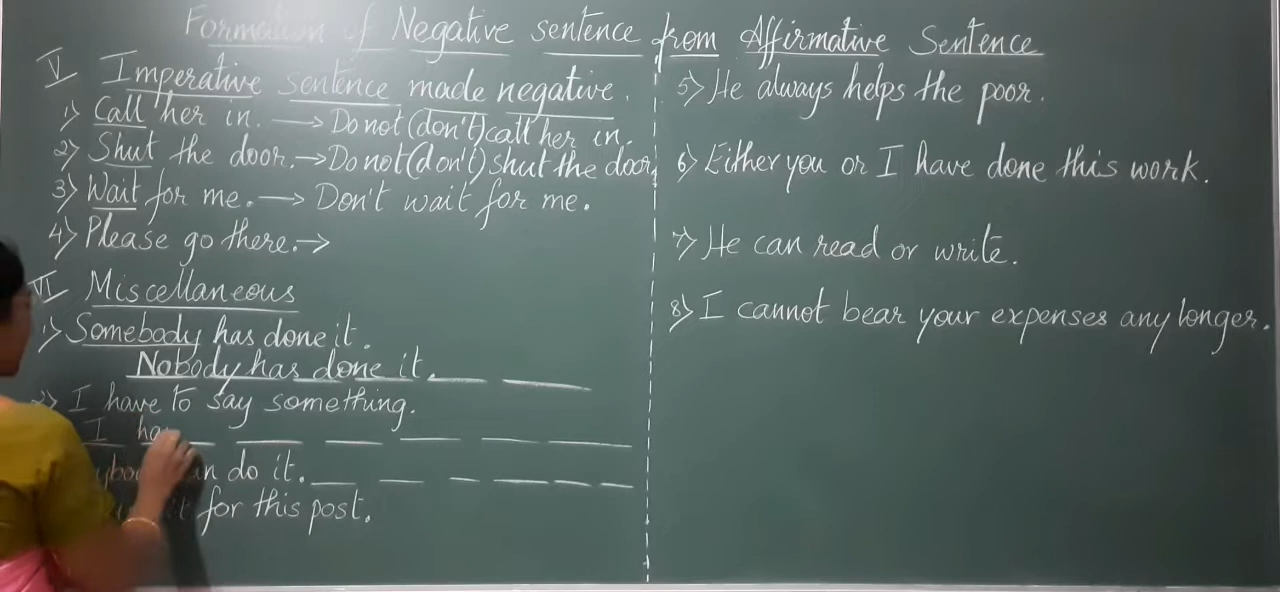 Formation of Negative sentence from Affirmative Sentence
V Imperative sentence made negative.
1) Call her in. → Do not (don't) call her in.
2) Shut the door. → Do not (don't) shut the door.
3) Wait for me. → Don't wait for me.
4) Please go there. →
VI Miscellaneous
1) Somebody has done it.
Nobody has done it.
2) I have to say something.
I ha
do it.
for this post.
5) He always helps the poor.
6) Either you or I have done this work.
7) He can read or write.
8) I cannot bear your expenses any longer.